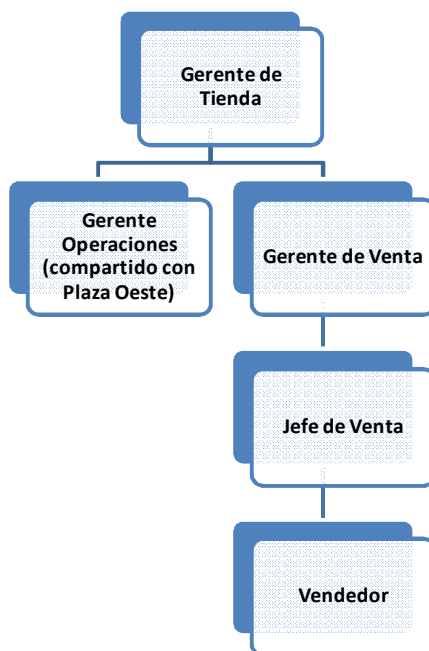 Gerente de
Tienda
Gerente
Operaciones
(compartido con
Plaza Oeste)
Gerente de Venta
Jefe de Venta
Vendedor